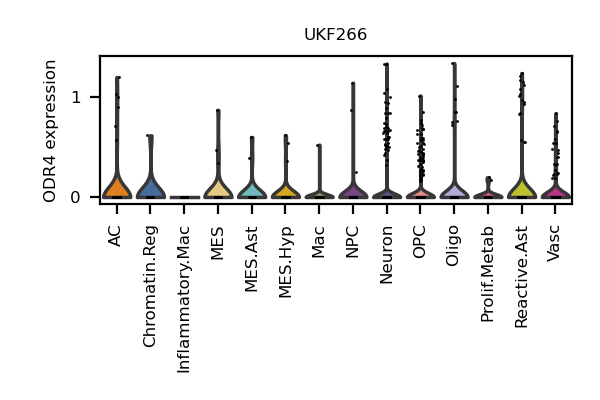 UKF266
ODR4 expression
1
0
AC
Chromatin.Reg
Inflammatory.Mac
MES
MES.Ast
MES.Hyp
Mac
NPC
Neuron
OPC
Oligo
Prolif.Metab
Reactive.Ast
Vasc